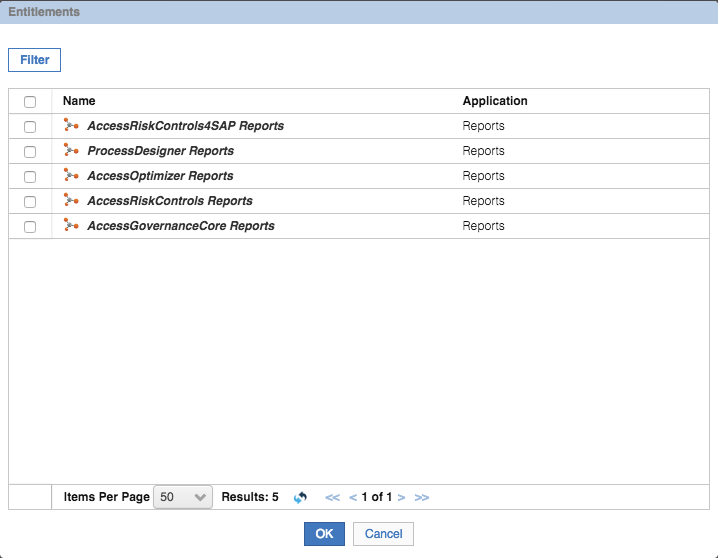 Entitlements
Filter
Name Application
AccessRiskControls4SAP Reports Reports
ProcessDesigner Reports Reports
AccessOptimizer Reports Reports
AccessRiskControls Reports Reports
AccessGovernanceCore Reports Reports
Items Per Page 50 Results: 5 << < 1 of 1 > >>
OK Cancel